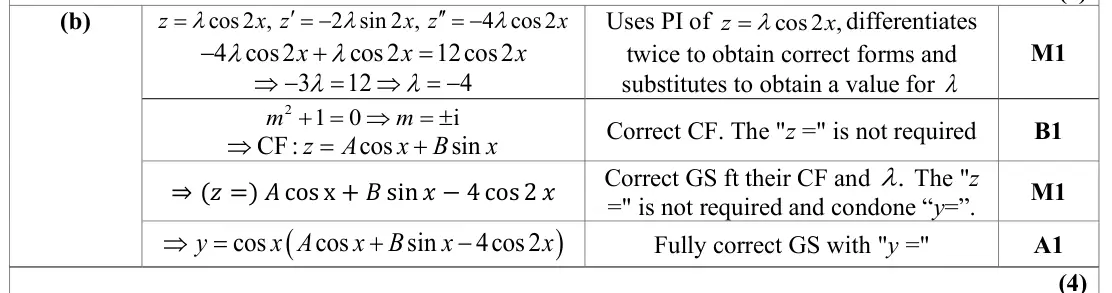 (b)
z = λ cos 2x, z′ = −2λ sin 2x, z″ = −4λ cos 2x
−4λ cos 2x + λ cos 2x = 12 cos 2x
⇒ −3λ = 12 ⇒ λ = −4
Uses PI of z = λ cos 2x, differentiates
twice to obtain correct forms and
substitutes to obtain a value for λ
M1
m² + 1 = 0 ⇒ m = ±i
⇒ CF : z = A cos x + B sin x
Correct CF. The "z =" is not required
B1
⇒ (z =) A cos x + B sin x − 4 cos 2 x
Correct GS ft their CF and λ. The "z
=" is not required and condone “y=”.
M1
⇒ y = cos x (A cos x + B sin x − 4 cos 2x)
Fully correct GS with "y ="
A1
(4)